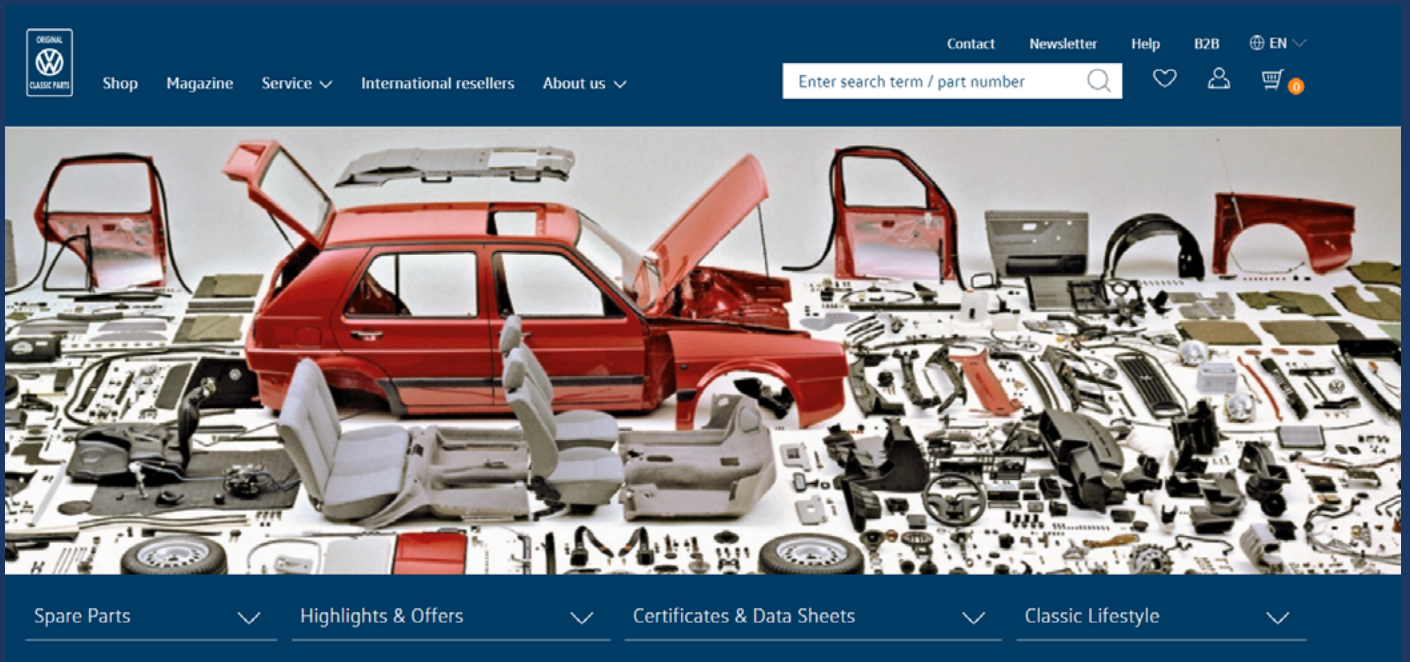 ORIGINAL
CLASSIC PARTS
Contact Newsletter Help B2B EN
Shop Magazine Service International resellers About us
Enter search term / part number
0
Spare Parts Highlights & Offers Certificates & Data Sheets Classic Lifestyle